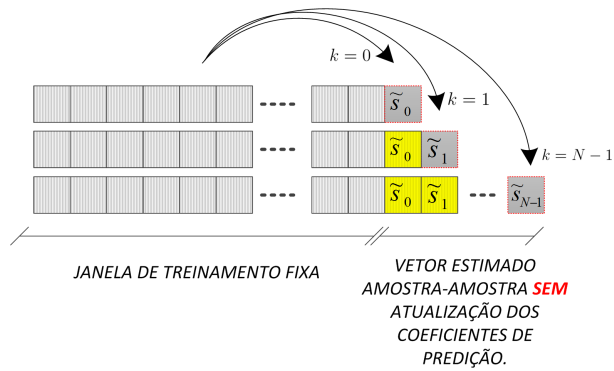 k = 0
s̃ 0
k = 1
s̃ 0 s̃ 1
k = N − 1
s̃ 0 s̃ 1 s̃ N−1
JANELA DE TREINAMENTO FIXA
VETOR ESTIMADO
AMOSTRA-AMOSTRA SEM
ATUALIZAÇÃO DOS
COEFICIENTES DE
PREDIÇÃO.